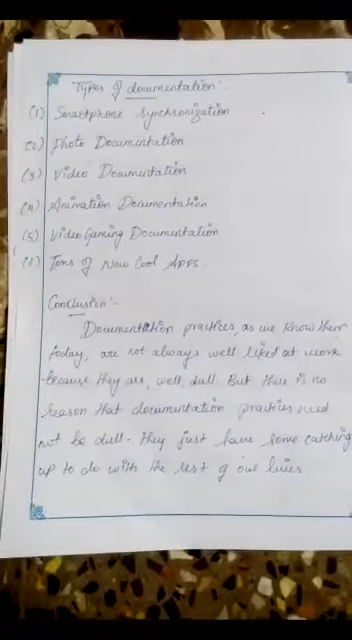 Types of documentation:-
(1) Smartphone synchronization
(2) Photo Documentation
(3) Video Documentation
(4) Animation Documentation
(5) Video Gaming Documentation
(6) Tons of New Cool Apps.
Conclusion:-
Documentation practices, as we know them
today, are not always well liked at work
because they are, well, dull. But there is no
reason that documentation practices need
not be dull - they just have some catching
up to do with the rest of our lives